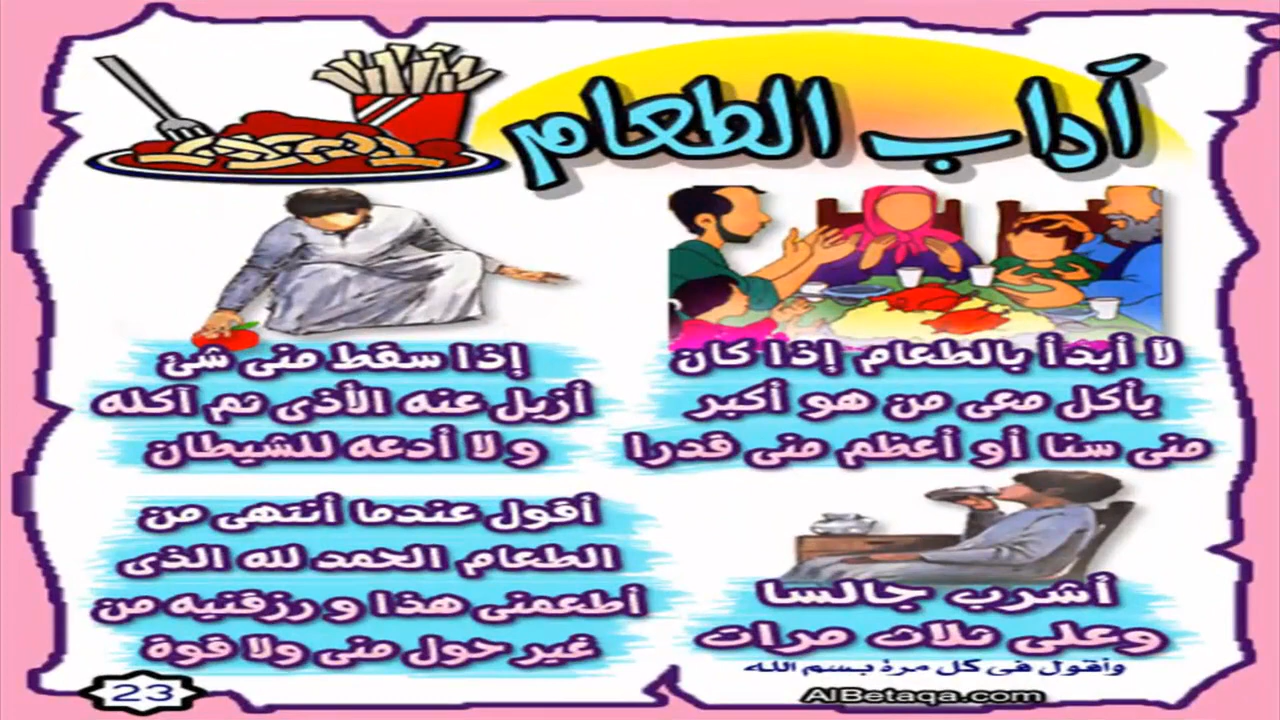 آداب الطعام
لا أبدأ بالطعام إذا كان
يأكل معى من هو أكبر
منى سنا أو أعظم منى قدرا
إذا سقط منى شئ
أزيل عنه الأذى ثم آكله
ولا أدعه للشيطان
أشرب جالسا
وعلى ثلاث مرات
وأقول فى كل مرة بسم الله
أقول عندما أنتهى من
الطعام الحمد لله الذى
أطعمنى هذا و رزقنيه من
غير حول منى ولا قوة
AlBetaqa.com
23